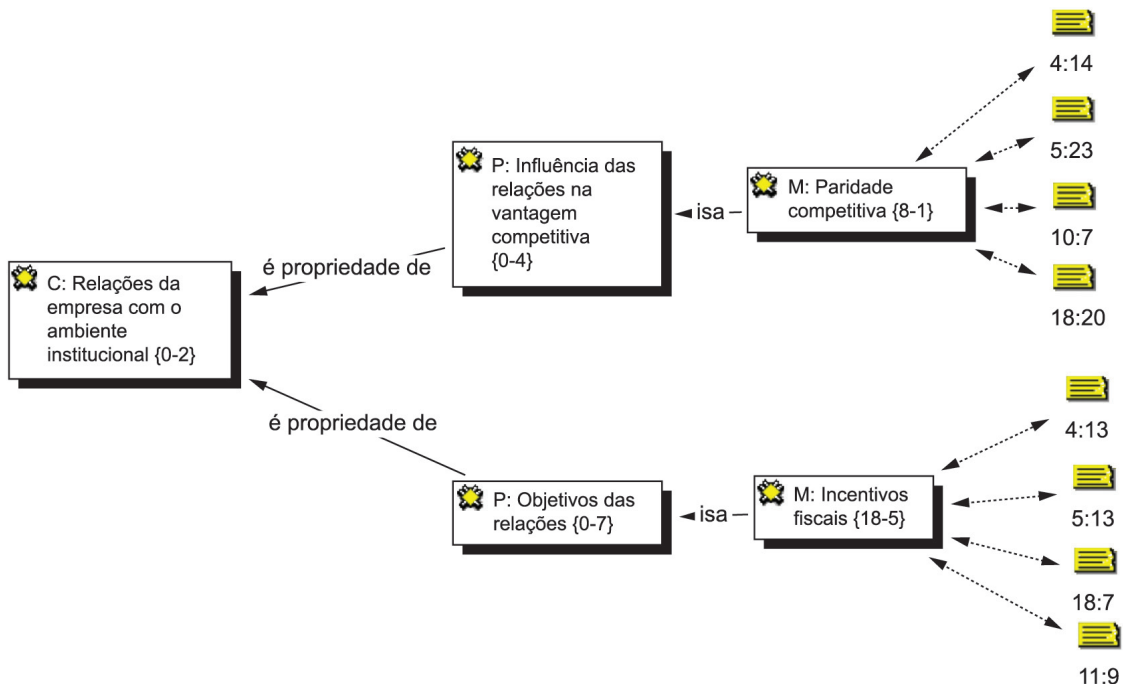 4:14
5:23
10:7
18:20
P: Influência das
relações na
vantagem
competitiva
{0-4}
isa
M: Paridade
competitiva {8-1}
é propriedade de
C: Relações da
empresa com o
ambiente
institucional {0-2}
é propriedade de
P: Objetivos das
relações {0-7}
isa
M: Incentivos
fiscais {18-5}
4:13
5:13
18:7
11:9